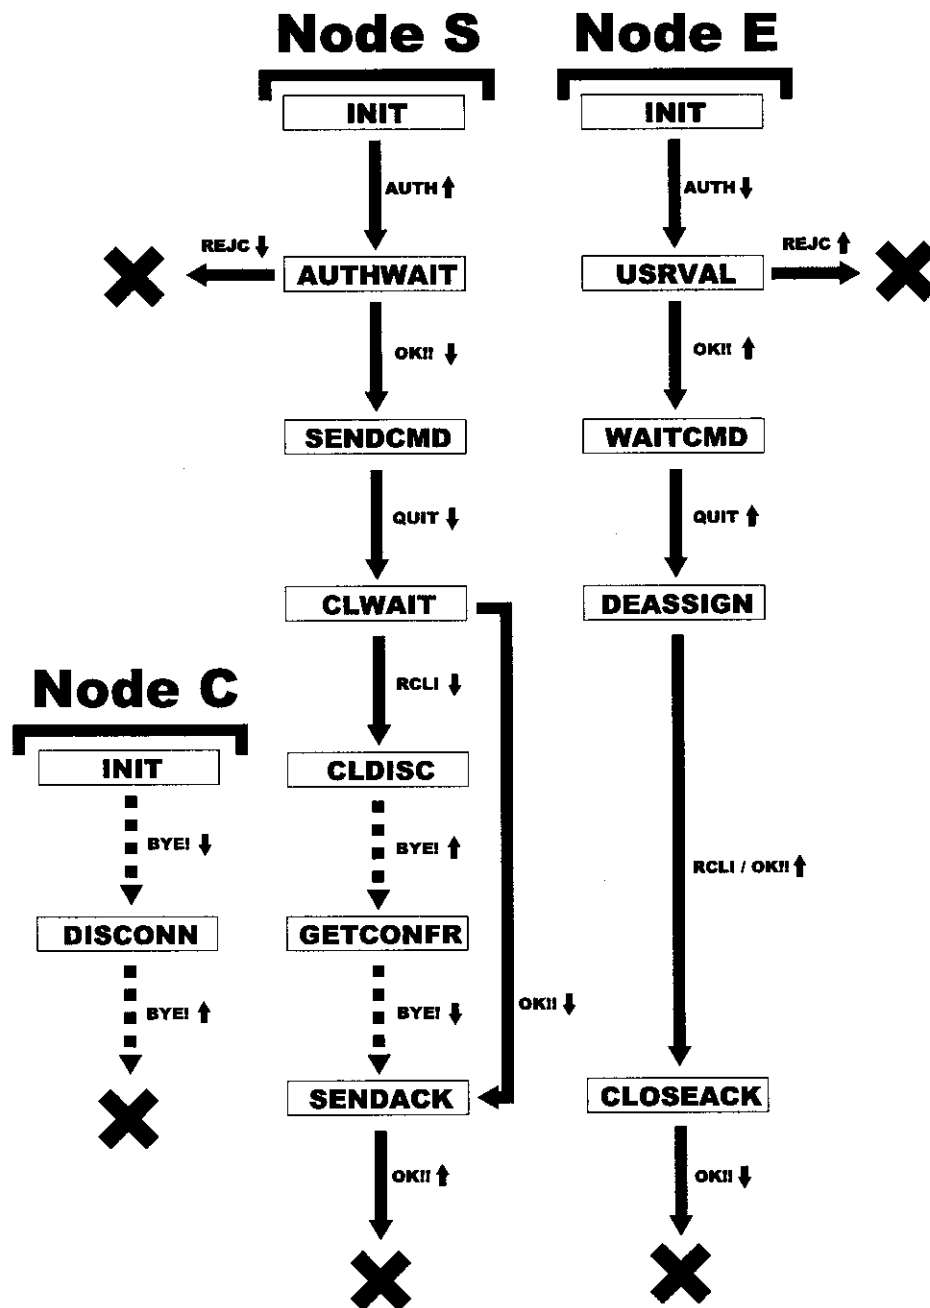 Node S
INIT
AUTH
REJC
AUTHWAIT
OK!!
SENDCMD
QUIT
CLWAIT
RCLI
CLDISC
BYE!
GETCONFR
BYE!
OK!!
SENDACK
OK!!
Node E
INIT
AUTH
USRVAL
REJC
OK!!
WAITCMD
QUIT
DEASSIGN
RCLI / OK!!
CLOSEACK
OK!!
Node C
INIT
BYE!
DISCONN
BYE!